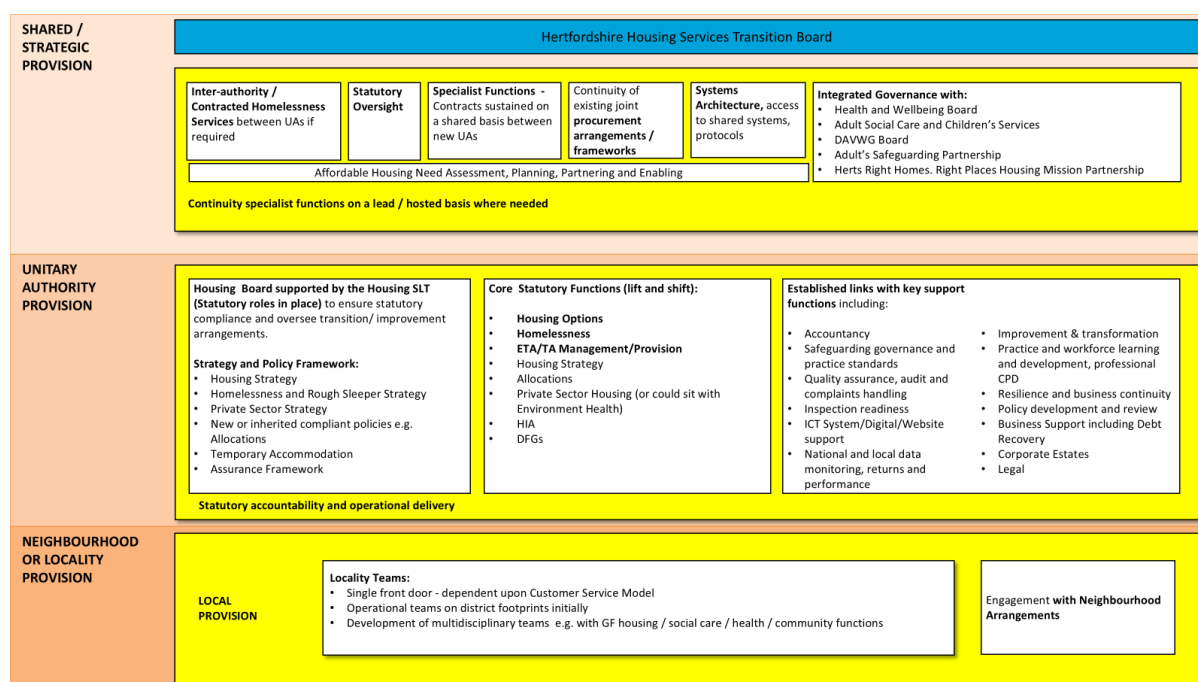 SHARED /
STRATEGIC
PROVISION
Hertfordshire Housing Services Transition Board
Inter-authority /
Contracted Homelessness
Services between UAs if
required
Statutory
Oversight
Specialist Functions -
Contracts sustained on
a shared basis between
new UAs
Continuity of
existing joint
procurement
arrangements /
frameworks
Systems
Architecture, access
to shared systems,
protocols
Integrated Governance with:
• Health and Wellbeing Board
• Adult Social Care and Children's Services
• DAVWG Board
• Adult's Safeguarding Partnership
• Herts Right Homes. Right Places Housing Mission Partnership
Affordable Housing Need Assessment, Planning, Partnering and Enabling
Continuity specialist functions on a lead / hosted basis where needed
UNITARY
AUTHORITY
PROVISION
Housing Board supported by the Housing SLT
(Statutory roles in place) to ensure statutory
compliance and oversee transition/ improvement
arrangements.
Strategy and Policy Framework:
• Housing Strategy
• Homelessness and Rough Sleeper Strategy
• Private Sector Strategy
• New or inherited compliant policies e.g.
Allocations
• Temporary Accommodation
• Assurance Framework
Core Statutory Functions (lift and shift):
• Housing Options
• Homelessness
• ETA/TA Management/Provision
• Housing Strategy
• Allocations
• Private Sector Housing (or could sit with
Environment Health)
• HIA
• DFGs
Established links with key support
functions including:
• Accountancy
• Safeguarding governance and
practice standards
• Quality assurance, audit and
complaints handling
• Inspection readiness
• ICT System/Digital/Website
support
• National and local data
monitoring, returns and
performance
• Improvement & transformation
• Practice and workforce learning
and development, professional
CPD
• Resilience and business continuity
• Policy development and review
• Business Support including Debt
Recovery
• Corporate Estates
• Legal
Statutory accountability and operational delivery
NEIGHBOURHOOD
OR LOCALITY
PROVISION
LOCAL
PROVISION
Locality Teams:
• Single front door - dependent upon Customer Service Model
• Operational teams on district footprints initially
• Development of multidisciplinary teams e.g. with GF housing / social care / health / community functions
Engagement with Neighbourhood
Arrangements